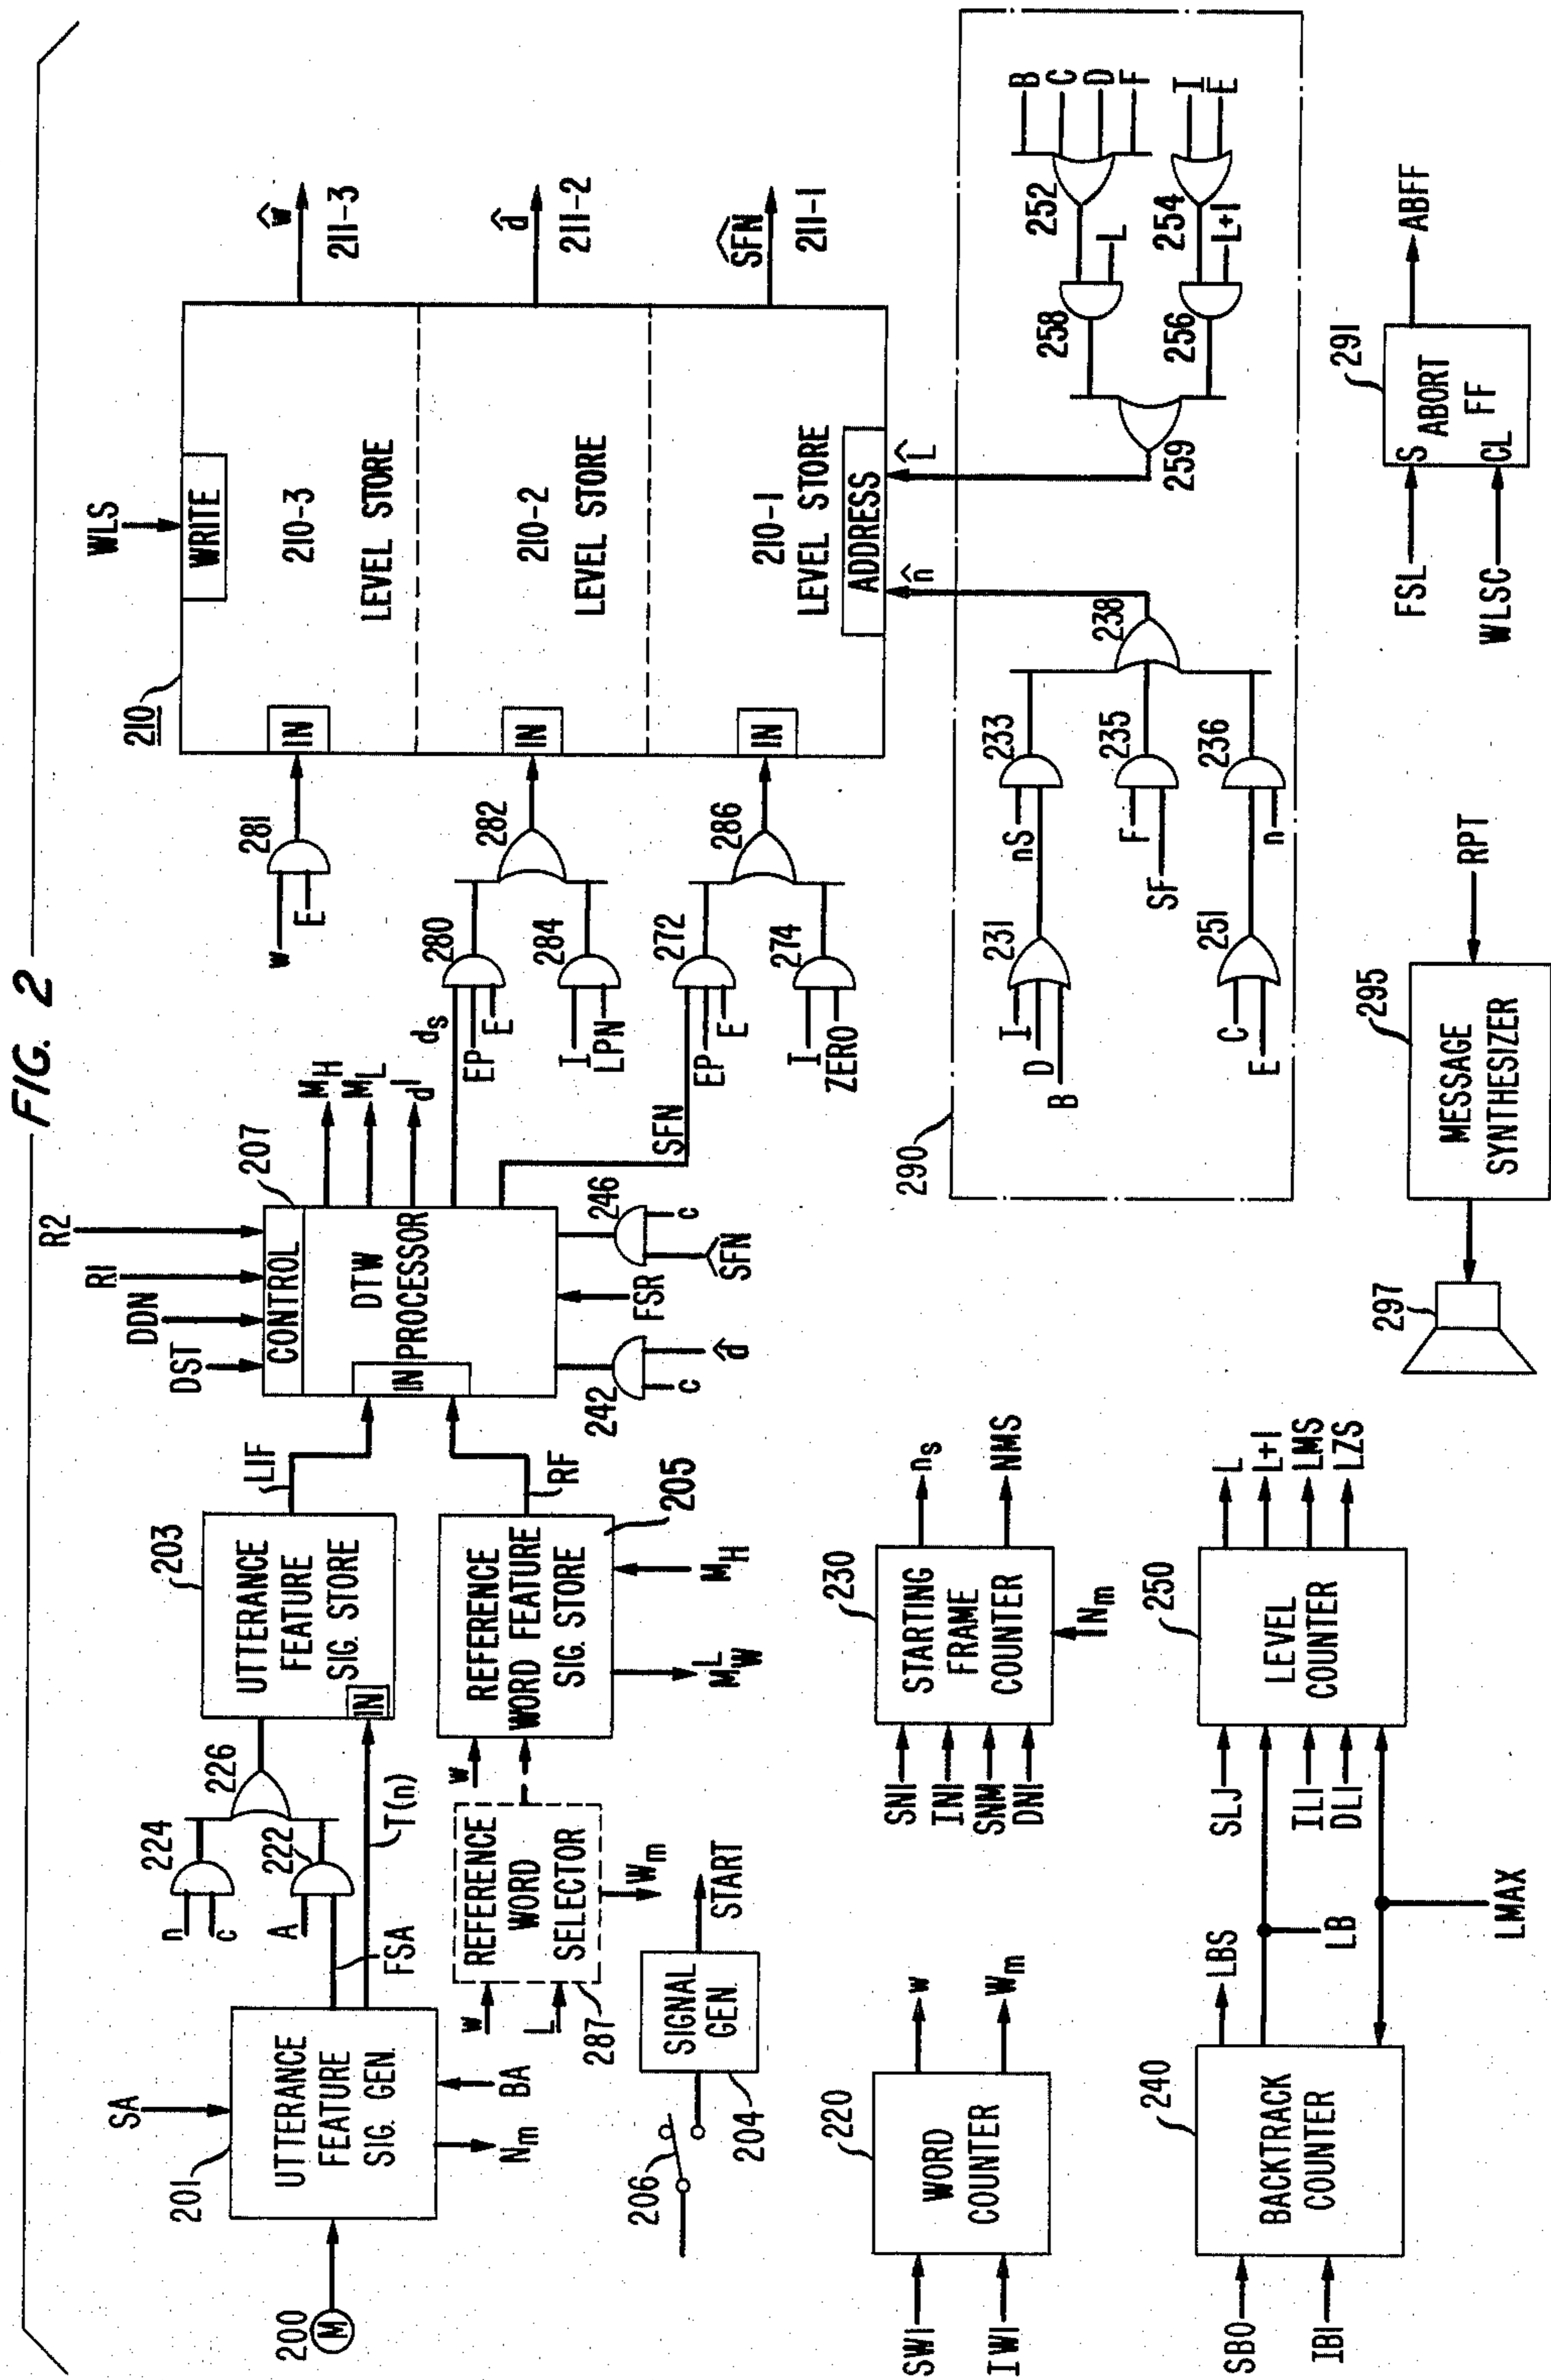 FIG. 2
200
M
201
SA
UTTERANCE
FEATURE
SIG. GEN.
Nm
BA
FSA
T(n)
n
c
224
A
222
226
203
UTTERANCE
FEATURE
SIG. STORE
IN
LIF
w
L
287
REFERENCE
WORD
SELECTOR
Wm
w
REFERENCE
WORD FEATURE
SIG. STORE
205
RF
M_W^L
MH
206
204
SIGNAL
GEN.
START
DST
DDN
R1
R2
207
CONTROL
DTW
PROCESSOR
IN
MH
ML
d'
ds
SFN
242
c
d̂
FSR
246
c
SFN
w
E
281
EP
E
280
I
LPN
284
282
EP
E
272
I
ZERO
274
286
210
WLS
WRITE
IN
210-3
LEVEL STORE
IN
210-2
LEVEL STORE
IN
210-1
LEVEL STORE
ADDRESS
ŵ
211-3
d̂
211-2
SFN
211-1
n̂
L̂
290
I
D
B
231
nS
233
F
SF
235
C
E
251
n
236
238
259
258
256
252
L
254
L+1
B
C
D
F
I
E
SWI
IWI
220
WORD
COUNTER
w
Wm
SNI
INI
SNM
DNI
230
STARTING
FRAME
COUNTER
Nm
ns
NMS
SBO
IBI
240
BACKTRACK
COUNTER
LBS
LB
LMAX
SLJ
ILI
DLI
250
LEVEL
COUNTER
L
L+1
LMS
LZS
297
295
MESSAGE
SYNTHESIZER
RPT
FSL
WLSC
S
CL
ABORT
FF
291
ABFF